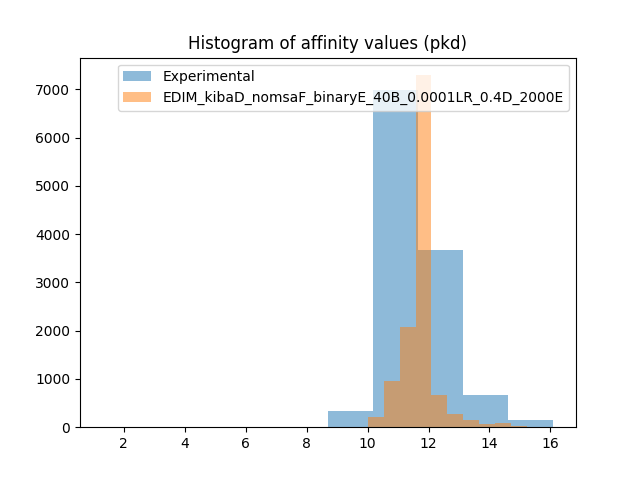 Histogram of affinity values (pkd)
Experimental
EDIM_kibaD_nomsaF_binaryE_40B_0.0001LR_0.4D_2000E
7000
6000
5000
4000
3000
2000
1000
0
2 4 6 8 10 12 14 16